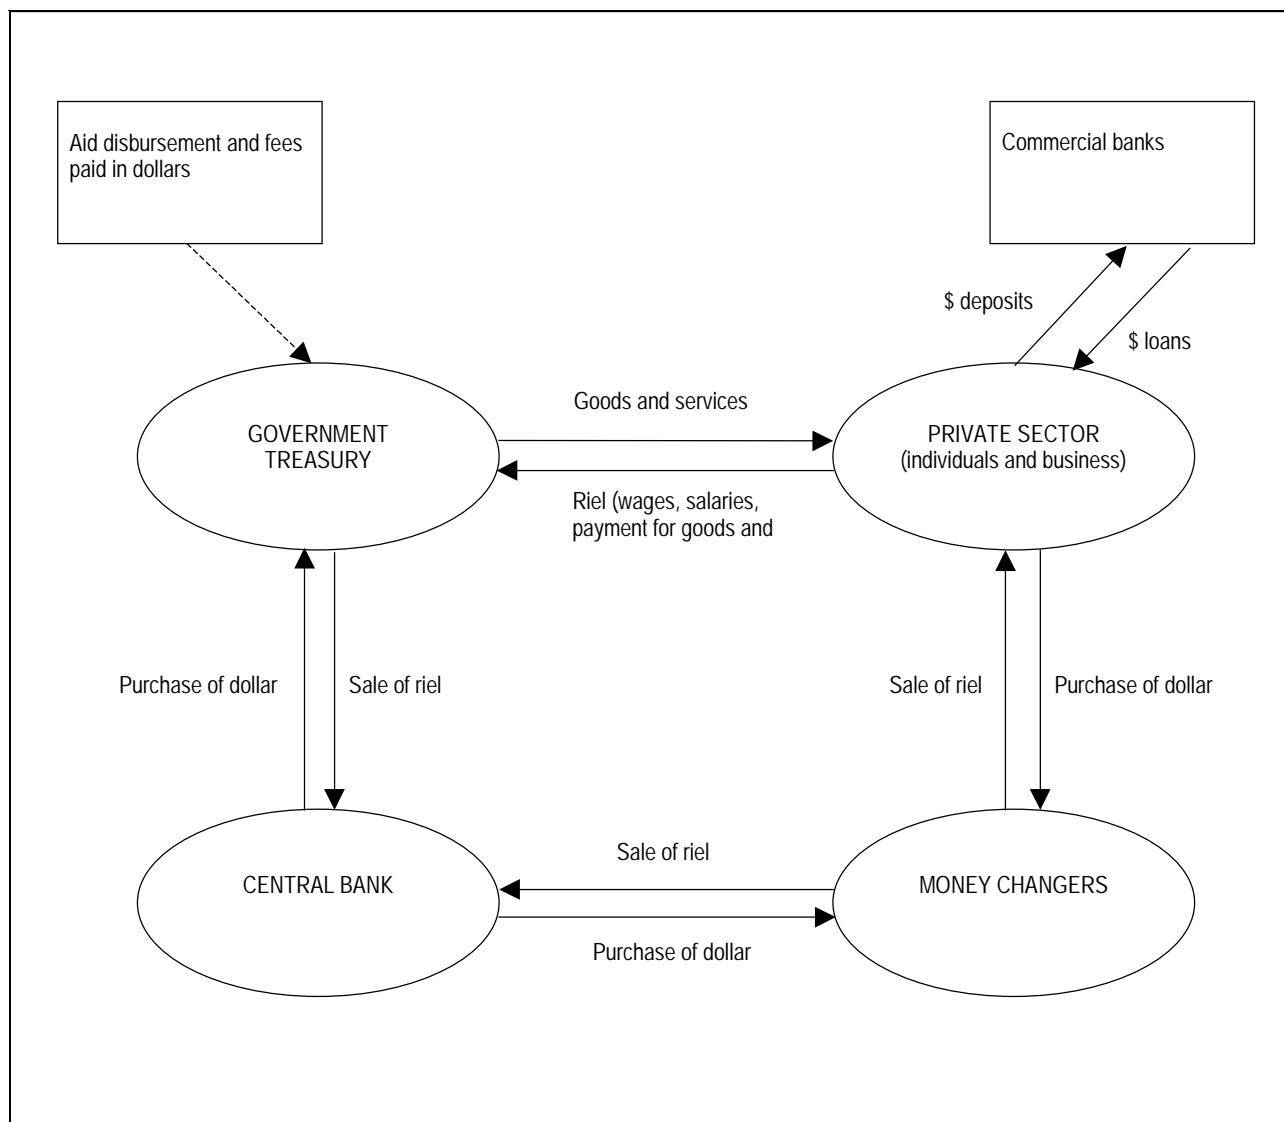 Aid disbursement and fees
paid in dollars
Commercial banks
$ deposits
$ loans
Goods and services
GOVERNMENT
TREASURY
PRIVATE SECTOR
(individuals and business)
Riel (wages, salaries,
payment for goods and
Purchase of dollar
Sale of riel
Sale of riel
Purchase of dollar
Sale of riel
CENTRAL BANK
MONEY CHANGERS
Purchase of dollar